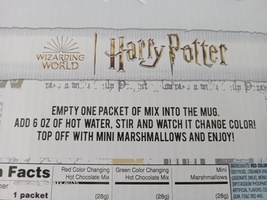 WIZARDING WORLD
Harry Potter
EMPTY ONE PACKET OF MIX INTO THE MUG.
ADD 6 OZ OF HOT WATER, STIR AND WATCH IT CHANGE COLOR!
TOP OFF WITH MINI MARSHMALLOWS AND ENJOY!
n Facts
Red Color Changing
Hot Chocolate Mix
Green Color Changing
Hot Chocolate Mix
Mini
Marshmallows
per
1 packet
(28g)
(28g)
(8g)